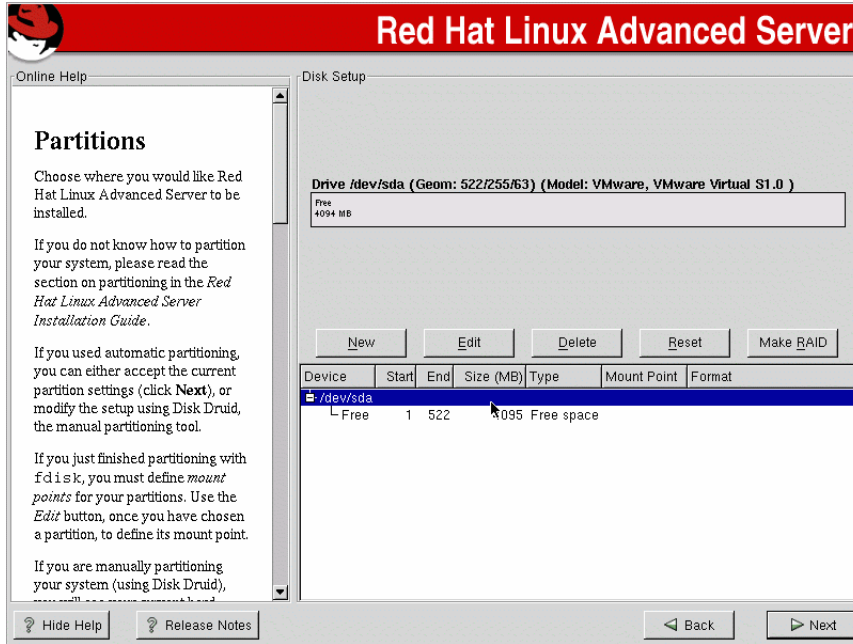 Red Hat Linux Advanced Server
Online Help
Partitions
Choose where you would like Red
Hat Linux Advanced Server to be
installed.
If you do not know how to partition
your system, please read the
section on partitioning in the Red
Hat Linux Advanced Server
Installation Guide.
If you used automatic partitioning,
you can either accept the current
partition settings (click Next), or
modify the setup using Disk Druid,
the manual partitioning tool.
If you just finished partitioning with
fdisk, you must define mount
points for your partitions. Use the
Edit button, once you have chosen
a partition, to define its mount point.
If you are manually partitioning
your system (using Disk Druid),
Disk Setup
Drive /dev/sda (Geom: 522/255/63) (Model: VMware, VMware Virtual S1.0 )
Free
4094 MB
New Edit Delete Reset Make RAID
Device Start End Size (MB) Type Mount Point Format
/dev/sda
Free 1 522 4095 Free space
Hide Help Release Notes Back Next